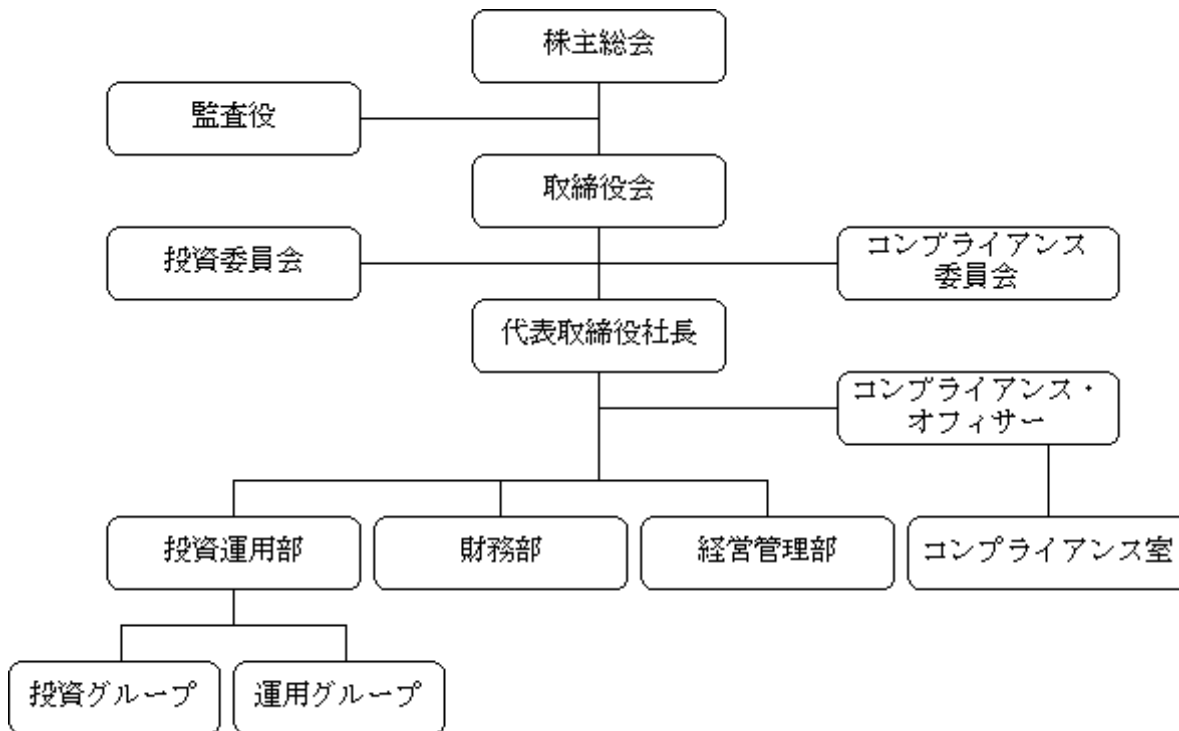 株主総会
監査役
取締役会
投資委員会
コンプライアンス
委員会
代表取締役社長
コンプライアンス・
オフィサー
投資運用部
財務部
経営管理部
コンプライアンス室
投資グループ
運用グループ